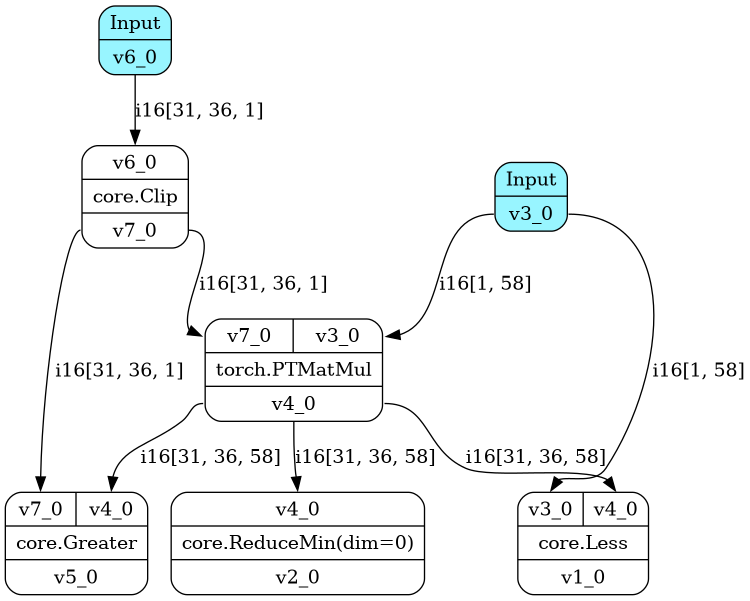 Input
v6_0
i16[31, 36, 1]
v6_0
core.Clip
v7_0
Input
v3_0
i16[31, 36, 1]
i16[1, 58]
v7_0 v3_0
torch.PTMatMul
v4_0
i16[31, 36, 1]
i16[1, 58]
i16[31, 36, 58]
i16[31, 36, 58]
i16[31, 36, 58]
v7_0 v4_0
core.Greater
v5_0
v4_0
core.ReduceMin(dim=0)
v2_0
v3_0 v4_0
core.Less
v1_0